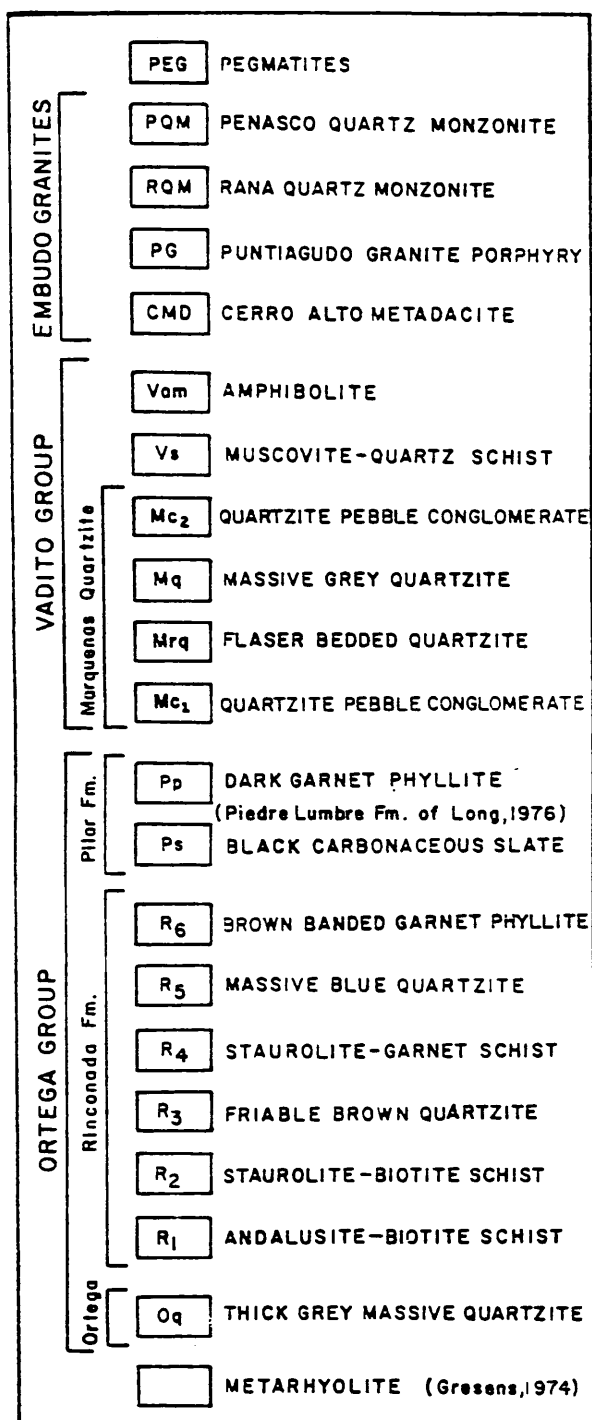 PEG PEGMATITES
EMBUDO GRANITES
PQM PENASCO QUARTZ MONZONITE
RQM RANA QUARTZ MONZONITE
PG PUNTIAGUDO GRANITE PORPHYRY
CMD CERRO ALTO METADACITE
VADITO GROUP
Vam AMPHIBOLITE
Vs MUSCOVITE-QUARTZ SCHIST
Marquenas Quartzite
Mc2 QUARTZITE PEBBLE CONGLOMERATE
Mq MASSIVE GREY QUARTZITE
Mrq FLASER BEDDED QUARTZITE
Mc1 QUARTZITE PEBBLE CONGLOMERATE
ORTEGA GROUP
Pilar Fm.
Pp DARK GARNET PHYLLITE
(Piedre Lumbre Fm. of Long, 1976)
Ps BLACK CARBONACEOUS SLATE
Rinconada Fm.
R6 BROWN BANDED GARNET PHYLLITE
R5 MASSIVE BLUE QUARTZITE
R4 STAUROLITE-GARNET SCHIST
R3 FRIABLE BROWN QUARTZITE
R2 STAUROLITE-BIOTITE SCHIST
R1 ANDALUSITE-BIOTITE SCHIST
Ortega
Oq THICK GREY MASSIVE QUARTZITE
METARHYOLITE (Gresens, 1974)